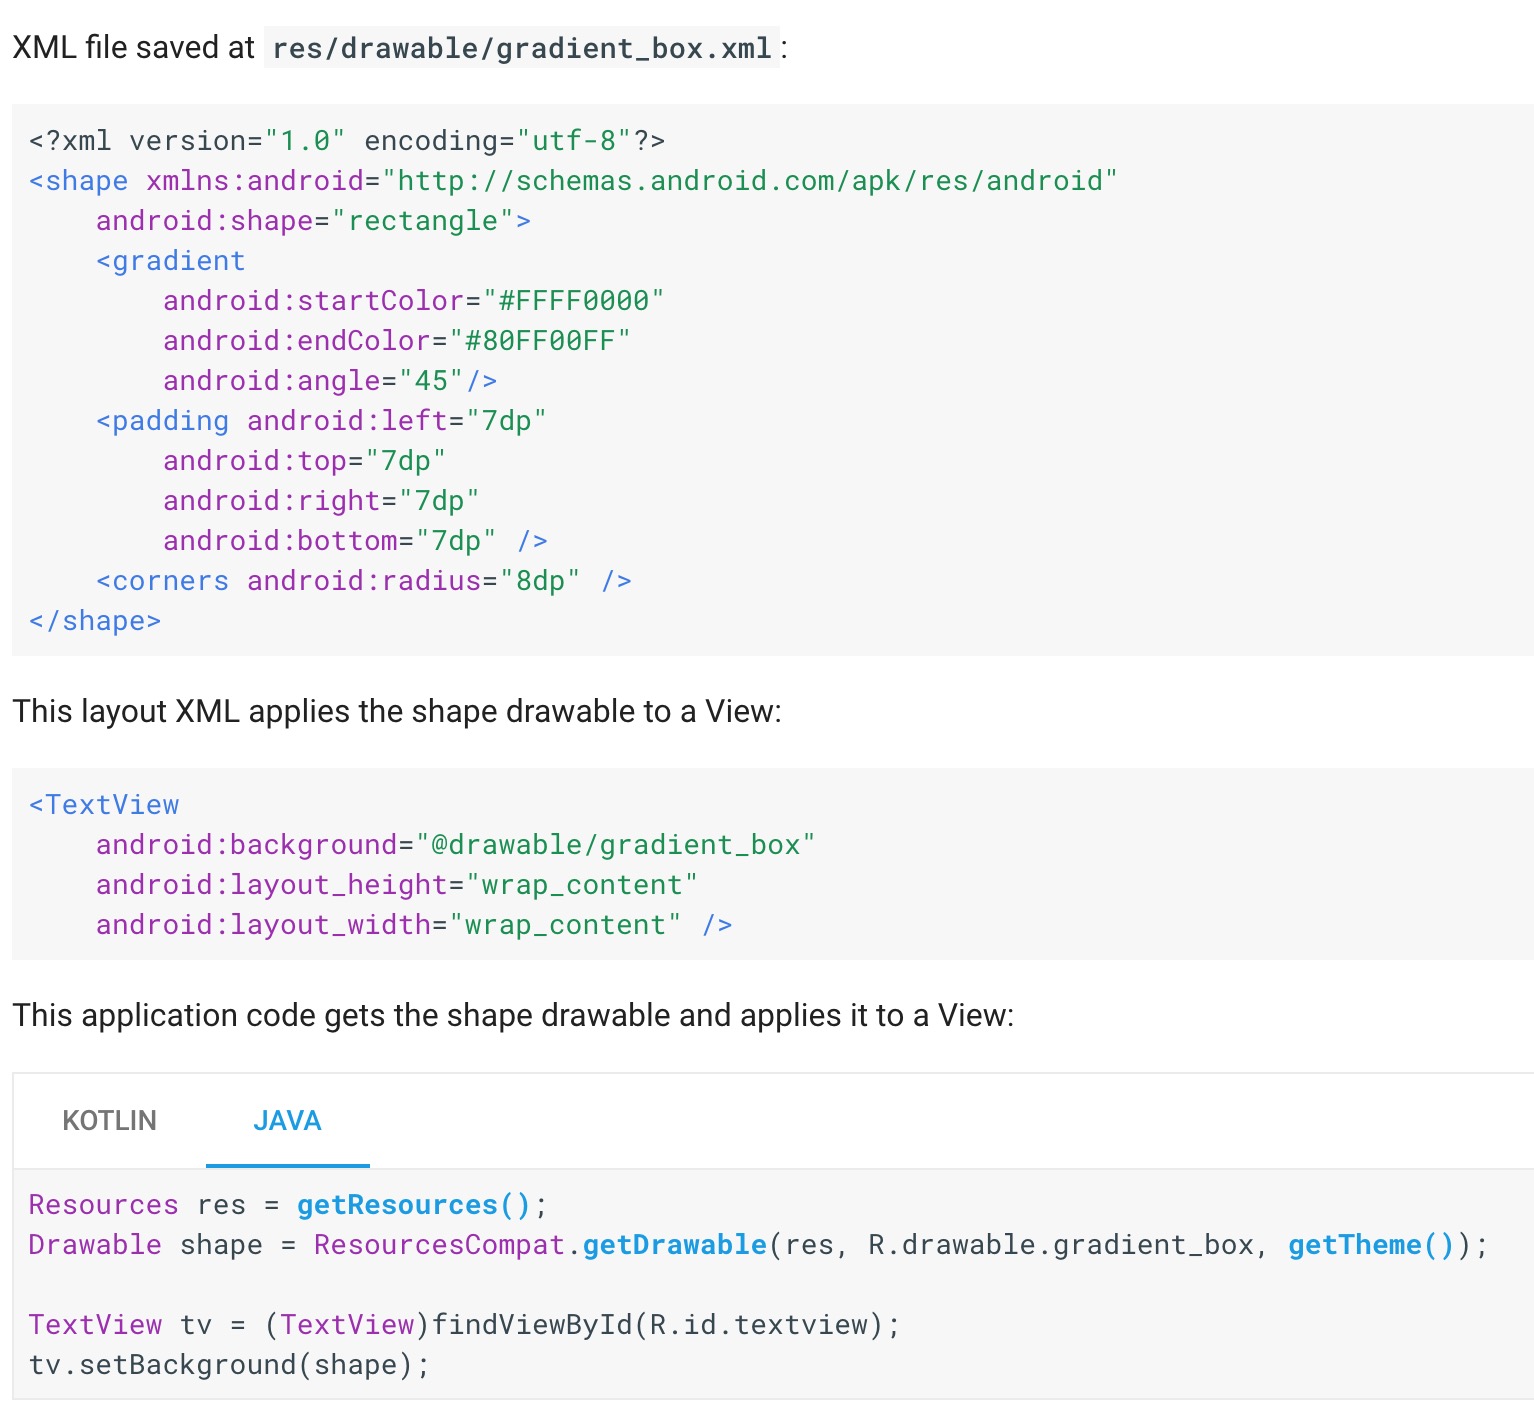 XML file saved at res/drawable/gradient_box.xml:
<?xml version="1.0" encoding="utf-8"?>
<shape xmlns:android="http://schemas.android.com/apk/res/android"
    android:shape="rectangle">
    <gradient
        android:startColor="#FFFF0000"
        android:endColor="#80FF00FF"
        android:angle="45"/>
    <padding android:left="7dp"
        android:top="7dp"
        android:right="7dp"
        android:bottom="7dp" />
    <corners android:radius="8dp" />
</shape>
This layout XML applies the shape drawable to a View:
<TextView
    android:background="@drawable/gradient_box"
    android:layout_height="wrap_content"
    android:layout_width="wrap_content" />
This application code gets the shape drawable and applies it to a View:
KOTLIN JAVA
Resources res = getResources();
Drawable shape = ResourcesCompat.getDrawable(res, R.drawable.gradient_box, getTheme());
TextView tv = (TextView)findViewById(R.id.textview);
tv.setBackground(shape);